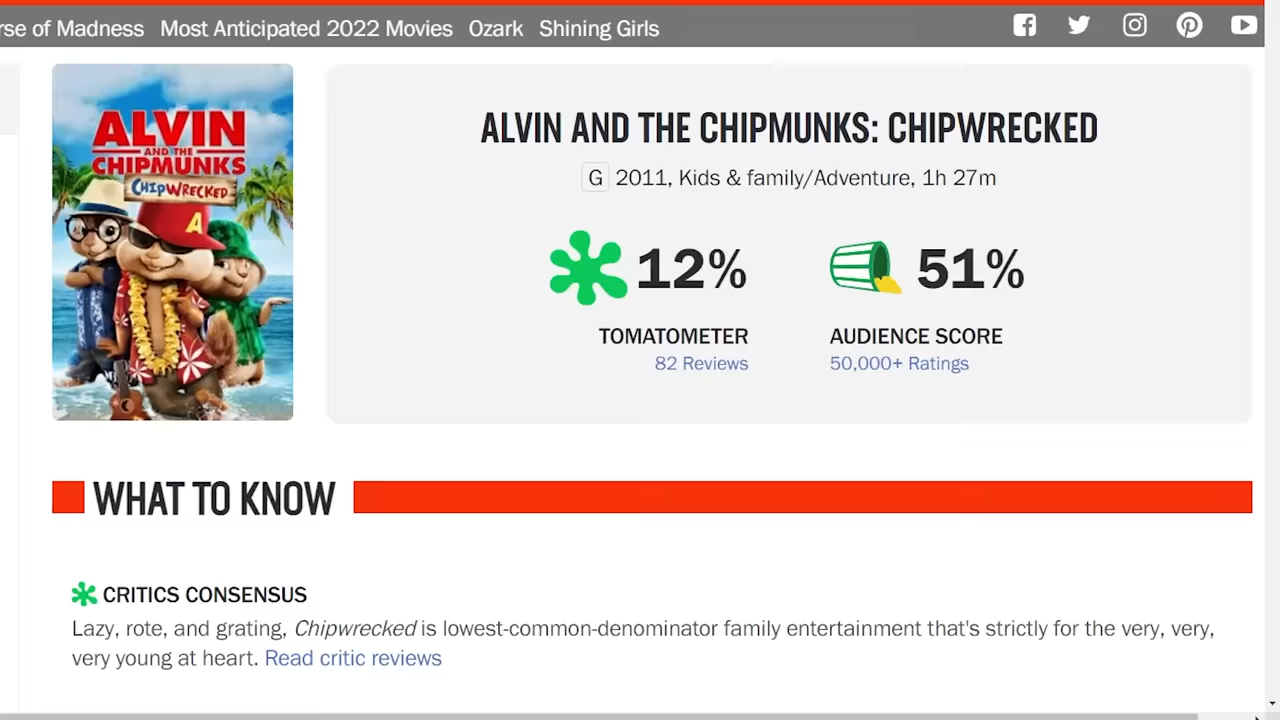 rse of Madness Most Anticipated 2022 Movies Ozark Shining Girls
ALVIN
AND THE
CHIPMUNKS
CHIPWRECKED
A
ALVIN AND THE CHIPMUNKS: CHIPWRECKED
G 2011, Kids & family/Adventure, 1h 27m
12% 51%
TOMATOMETER AUDIENCE SCORE
82 Reviews 50,000+ Ratings
WHAT TO KNOW
CRITICS CONSENSUS
Lazy, rote, and grating, Chipwrecked is lowest-common-denominator family entertainment that's strictly for the very, very,
very young at heart. Read critic reviews